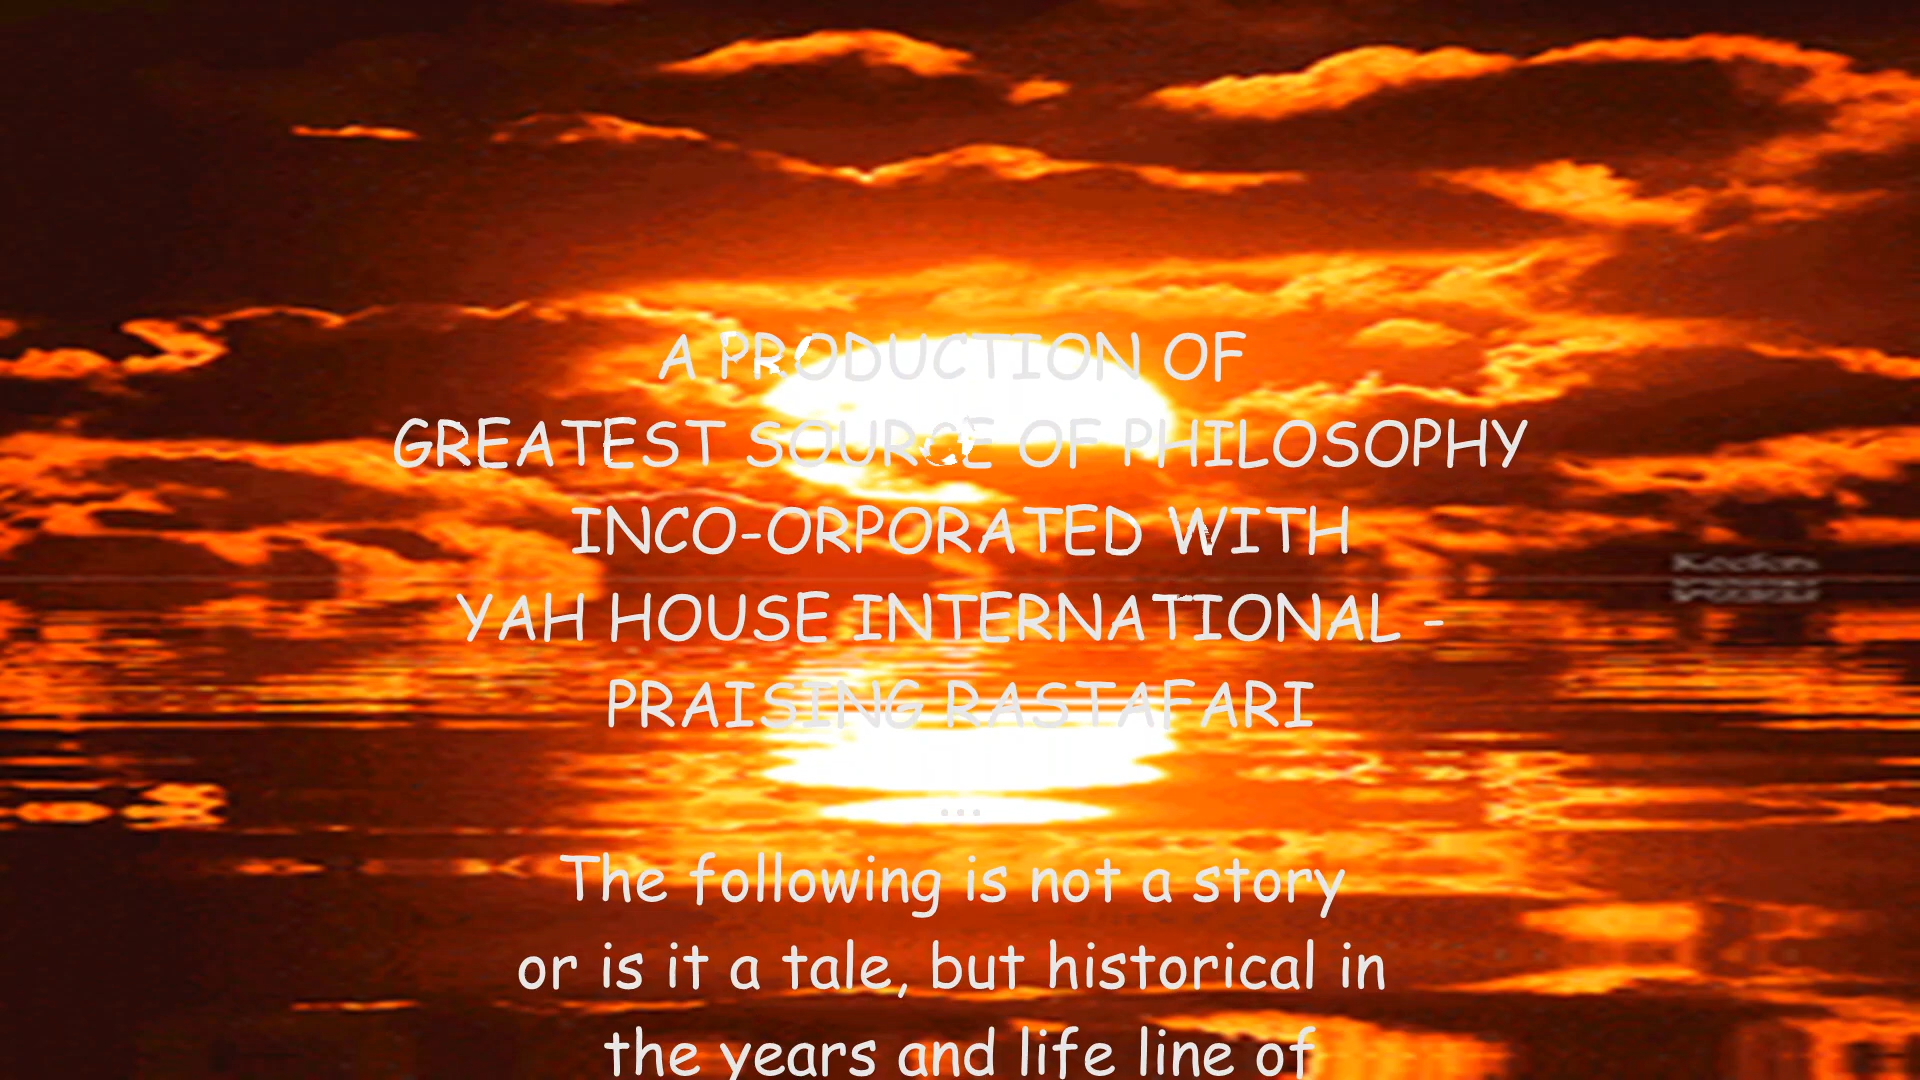 A PRODUCTION OF
GREATEST SOURCE OF PHILOSOPHY
INCO-ORPORATED WITH
YAH HOUSE INTERNATIONAL -
PRAISING RASTAFARI
...
The following is not a story
or is it a tale, but historical in
the years and life line of